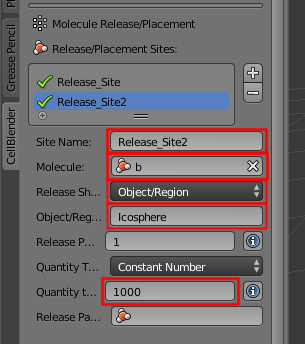 Molecule Release/Placement
Release/Placement Sites:
Release_Site
Release_Site2
Site Name: Release_Site2
Molecule: b
Release Sh... Object/Region
Object/Reg... Icosphere
Release P... 1
Quantity T... Constant Number
Quantity t... 1000
Release Pa...
Grease Pencil
CellBlender